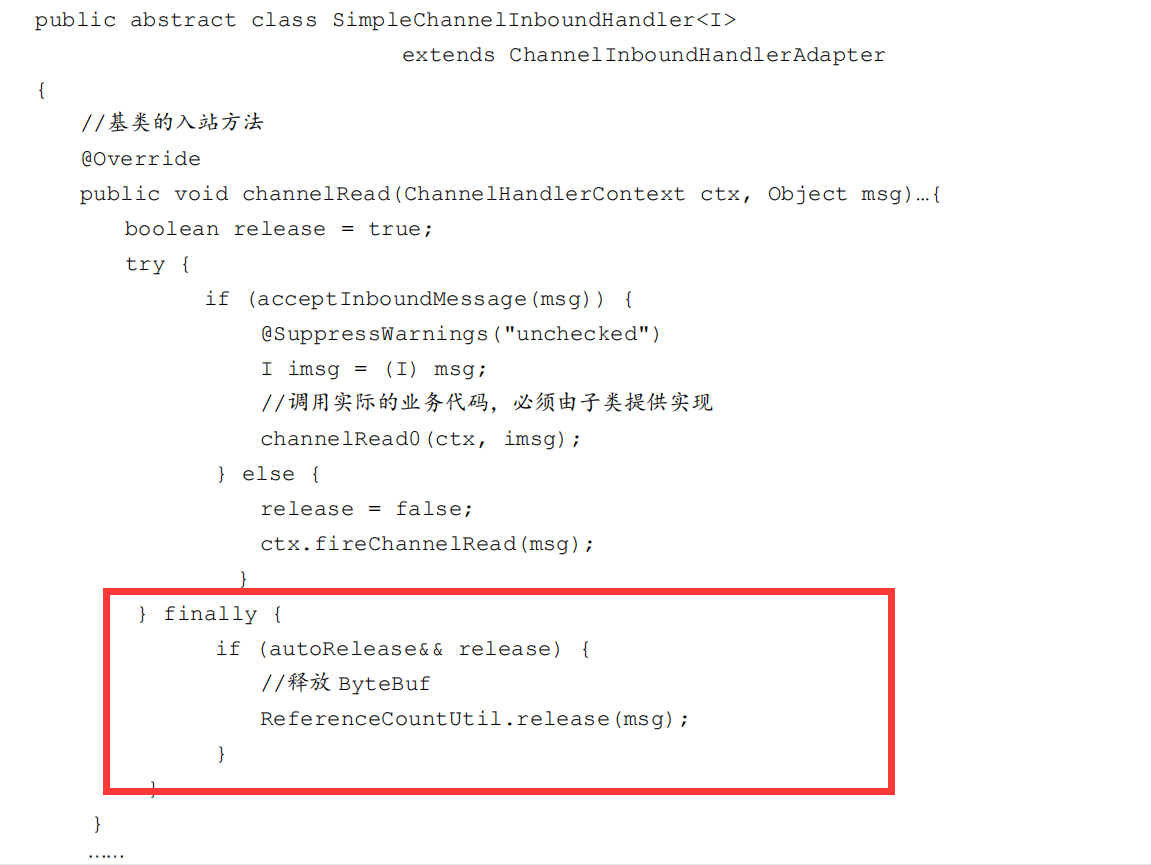 public abstract class SimpleChannelInboundHandler<I>
extends ChannelInboundHandlerAdapter
{
//基类的入站方法
@Override
public void channelRead(ChannelHandlerContext ctx, Object msg)…{
boolean release = true;
try {
if (acceptInboundMessage(msg)) {
@SuppressWarnings("unchecked")
I imsg = (I) msg;
//调用实际的业务代码，必须由子类提供实现
channelRead0(ctx, imsg);
} else {
release = false;
ctx.fireChannelRead(msg);
}
} finally {
if (autoRelease&& release) {
//释放 ByteBuf
ReferenceCountUtil.release(msg);
}
}
}
……